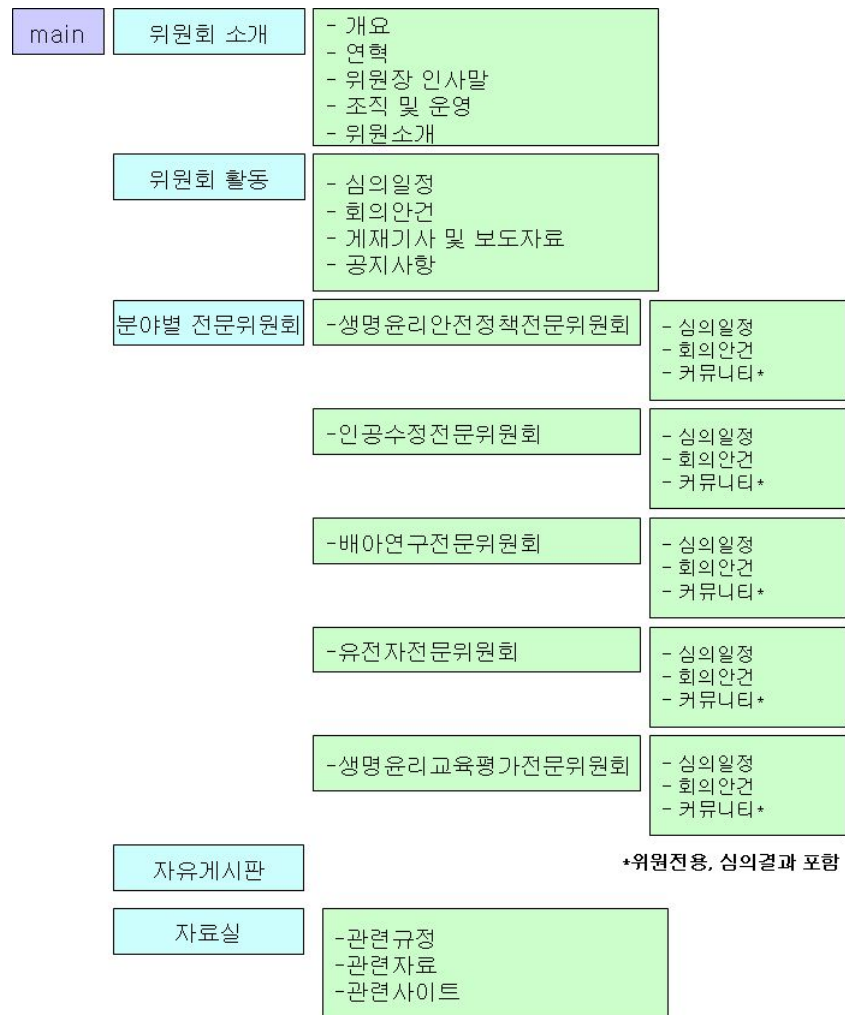 main
위원회 소개
- 개요
- 연혁
- 위원장 인사말
- 조직 및 운영
- 위원소개
위원회 활동
- 심의일정
- 회의안건
- 게재기사 및 보도자료
- 공지사항
분야별 전문위원회
-생명윤리안전정책전문위원회
- 심의일정
- 회의안건
- 커뮤니티*
-인공수정전문위원회
- 심의일정
- 회의안건
- 커뮤니티*
-배아연구전문위원회
- 심의일정
- 회의안건
- 커뮤니티*
-유전자전문위원회
- 심의일정
- 회의안건
- 커뮤니티*
-생명윤리교육평가전문위원회
- 심의일정
- 회의안건
- 커뮤니티*
*위원전용, 심의결과 포함
자유게시판
자료실
-관련규정
-관련자료
-관련사이트